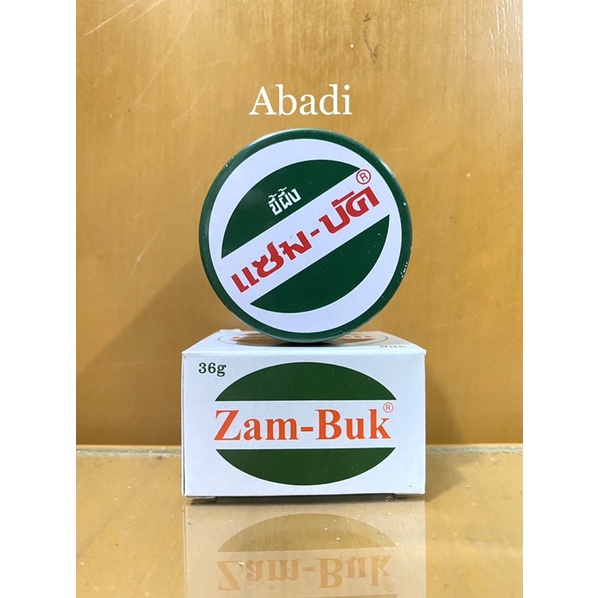 Abadi
ขี้ผึ้ง
แซม-บัค®
36g
Zam-Buk®